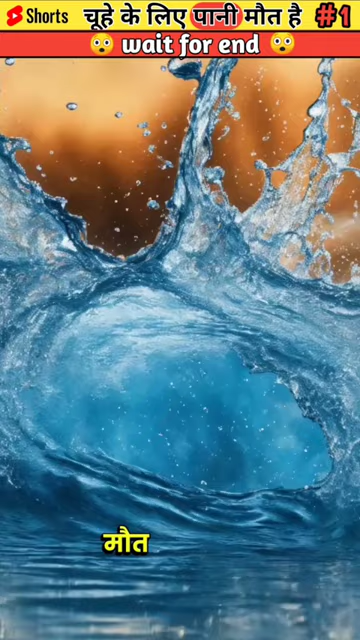 Shorts चूहे के लिए पानी मौत है #1
😲 wait for end 😲
मौत